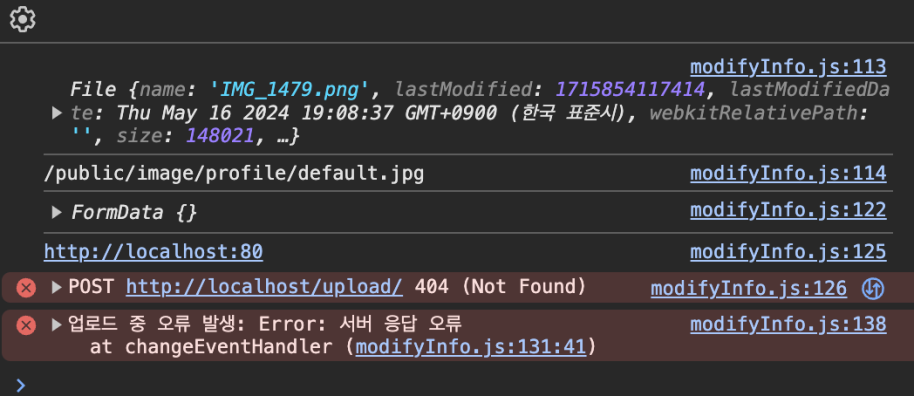 modifyInfo.js:113
File {name: 'IMG_1479.png', lastModified: 1715854117414, lastModifiedDa
te: Thu May 16 2024 19:08:37 GMT+0900 (한국 표준시), webkitRelativePath:
'', size: 148021, …}
/public/image/profile/default.jpg modifyInfo.js:114
FormData {} modifyInfo.js:122
http://localhost:80 modifyInfo.js:125
POST http://localhost/upload/ 404 (Not Found) modifyInfo.js:126
업로드 중 오류 발생: Error: 서버 응답 오류 modifyInfo.js:138
at changeEventHandler (modifyInfo.js:131:41)